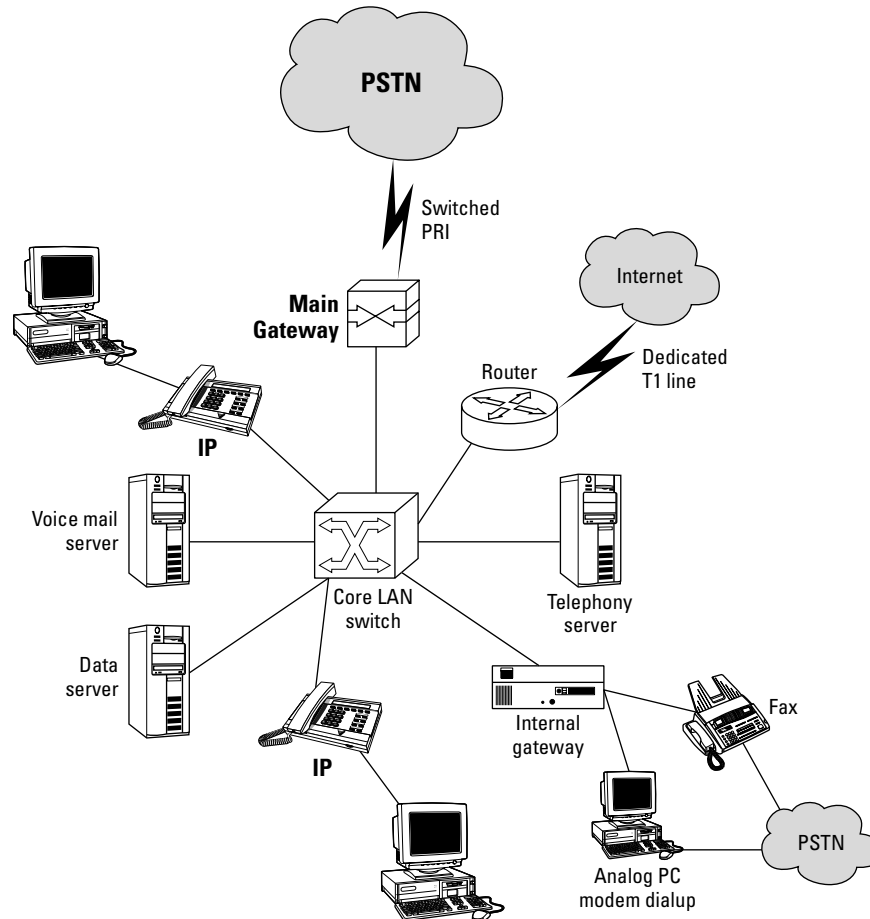 PSTN
Switched
PRI
Internet
Main
Gateway
Dedicated
T1 line
Router
IP
Voice mail
server
Core LAN
switch
Telephony
server
Data
server
Internal
gateway
Fax
IP
PSTN
Analog PC
modem dialup